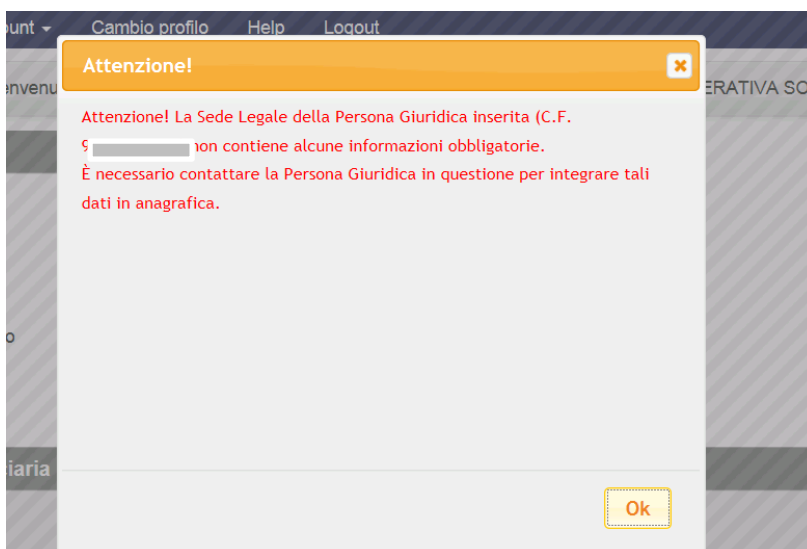 ount Cambio profilo Help Logout
Attenzione!
envenu
ERATIVA SO
Attenzione! La Sede Legale della Persona Giuridica inserita (C.F.
9 non contiene alcune informazioni obbligatorie.
È necessario contattare la Persona Giuridica in questione per integrare tali
dati in anagrafica.
o
iaria
Ok